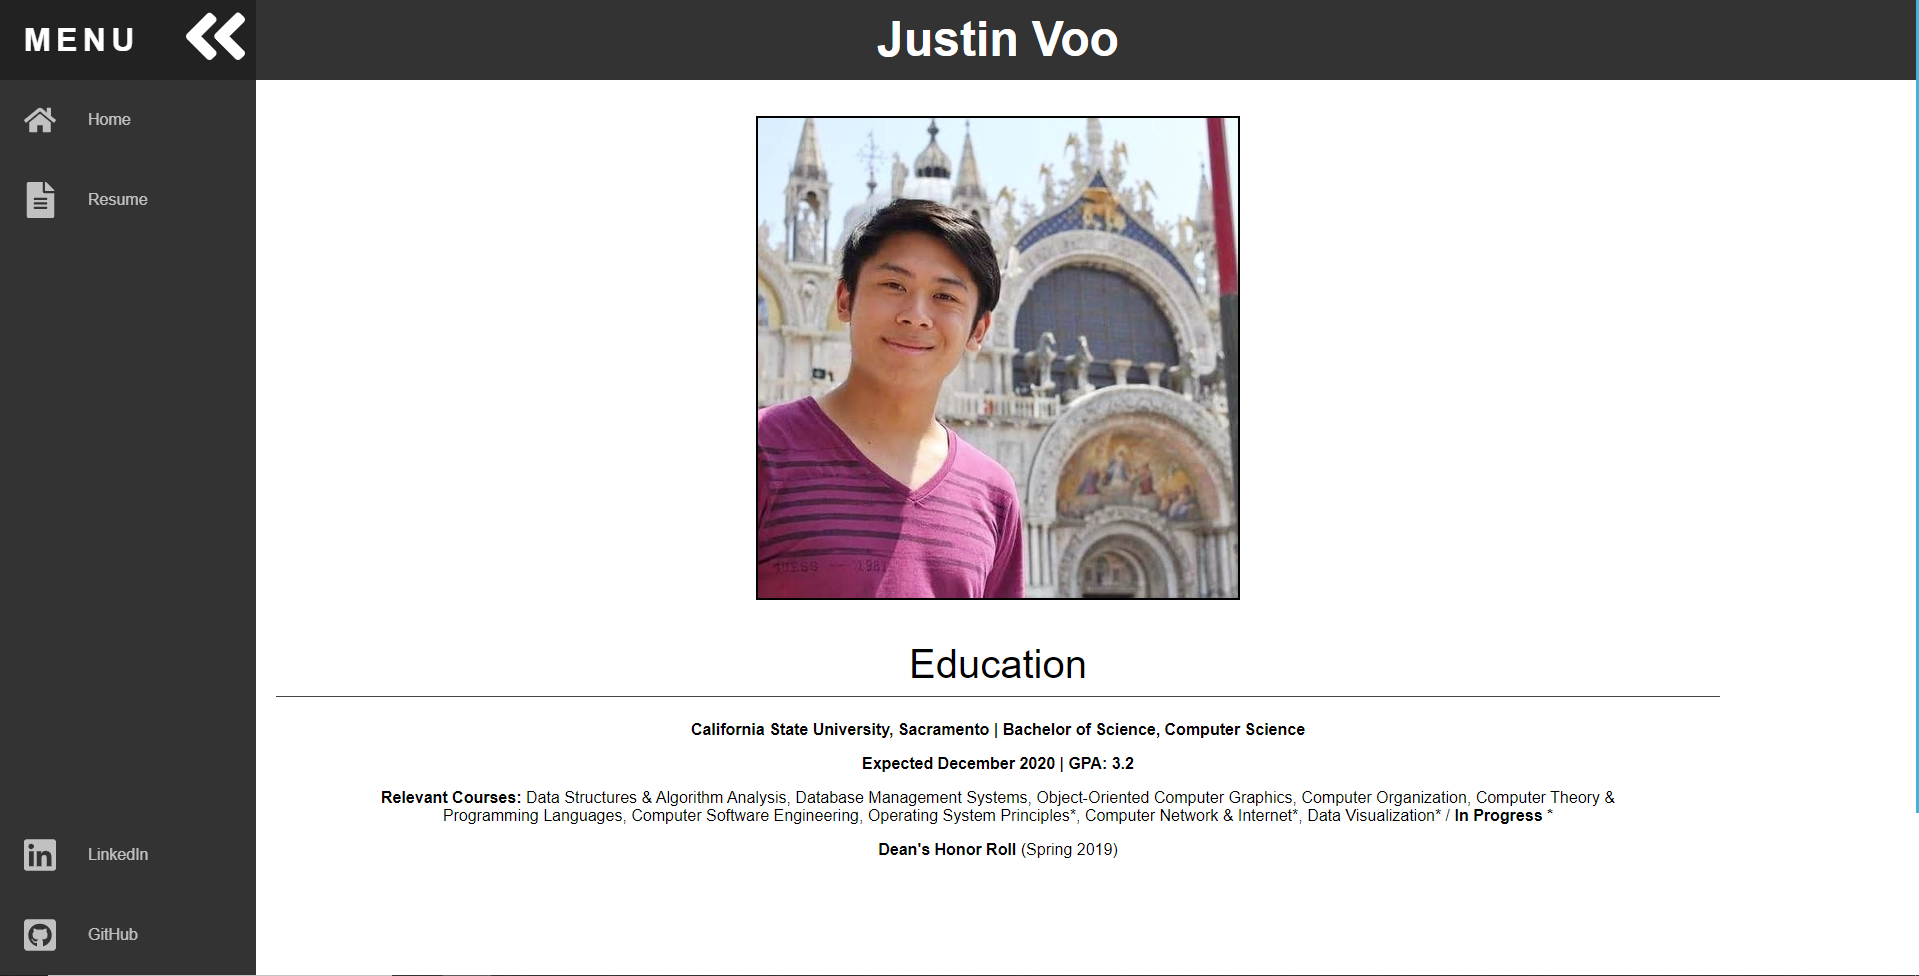 MENU
Justin Voo
Home
Resume
GUESS — 1981
Education
California State University, Sacramento | Bachelor of Science, Computer Science
Expected December 2020 | GPA: 3.2
Relevant Courses: Data Structures & Algorithm Analysis, Database Management Systems, Object-Oriented Computer Graphics, Computer Organization, Computer Theory &
Programming Languages, Computer Software Engineering, Operating System Principles*, Computer Network & Internet*, Data Visualization* / In Progress *
Dean's Honor Roll (Spring 2019)
LinkedIn
GitHub